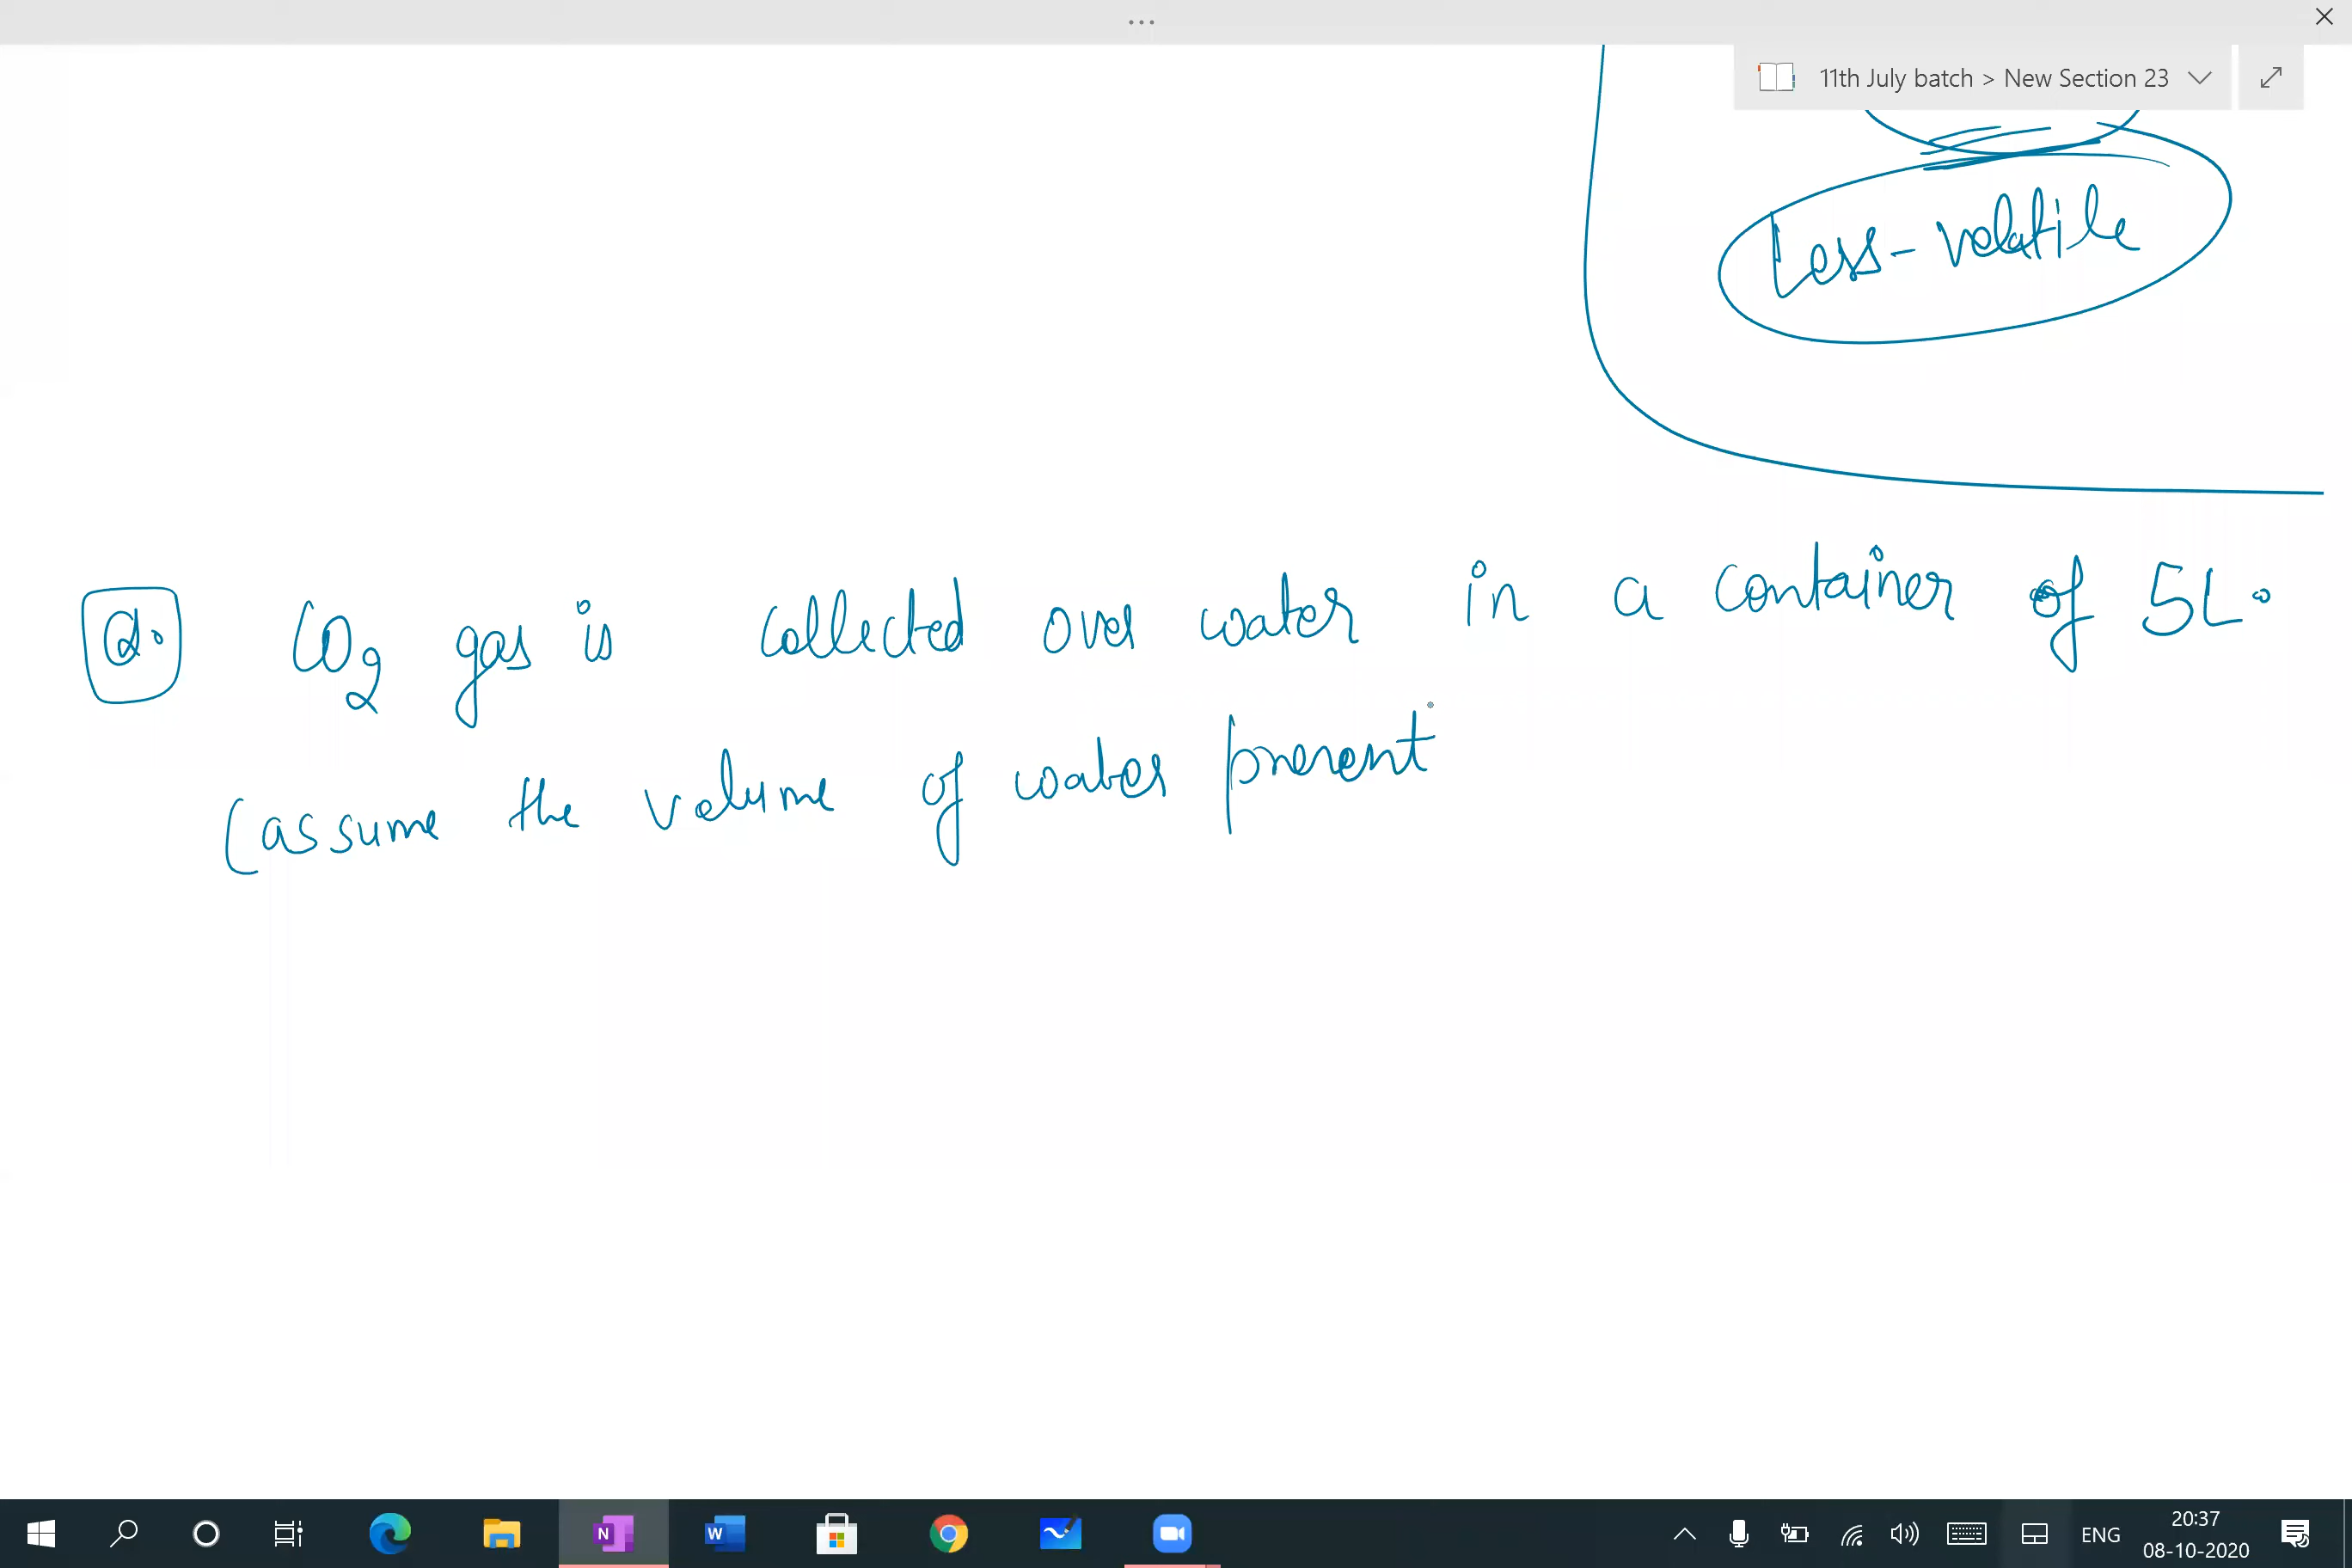 ...
11th July batch > New Section 23
Less-volatile
Q. CO2 gas is collected over water in a container of 5L.
(assume the volume of water present
N
W
ENG
20:37
08-10-2020